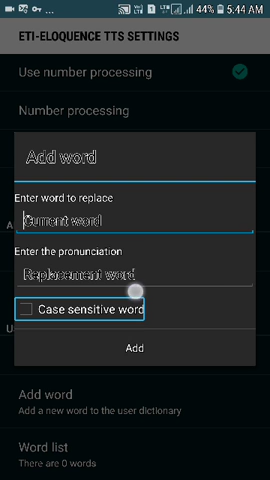 44% 5:44 AM
ETI-ELOQUENCE TTS SETTINGS
Use number processing
Number processing
Add word
Enter word to replace
Current word
Enter the pronunciation
Replacement word
Case sensitive word
Add
Add word
Add a new word to the user dictionary
Word list
There are 0 words